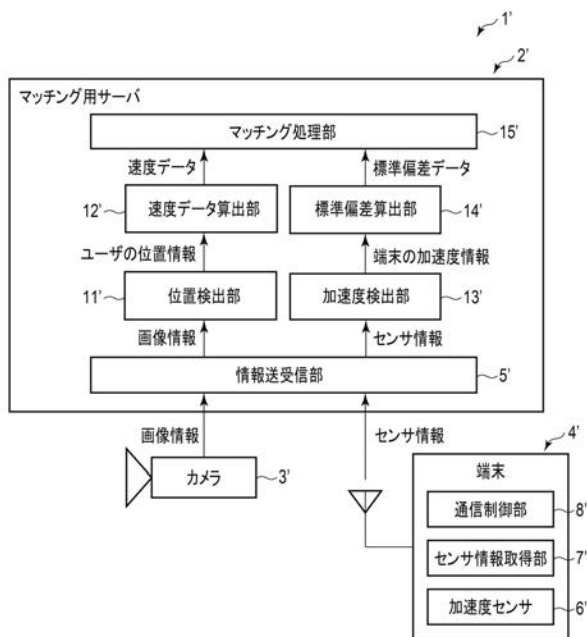 1'
2'
マッチング用サーバ
マッチング処理部
15'
速度データ
標準偏差データ
12'
速度データ算出部
標準偏差算出部
14'
ユーザの位置情報
端末の加速度情報
11'
位置検出部
加速度検出部
13'
画像情報
センサ情報
情報送受信部
5'
画像情報
センサ情報
4'
カメラ
3'
端末
通信制御部
8'
センサ情報取得部
7'
加速度センサ
6'